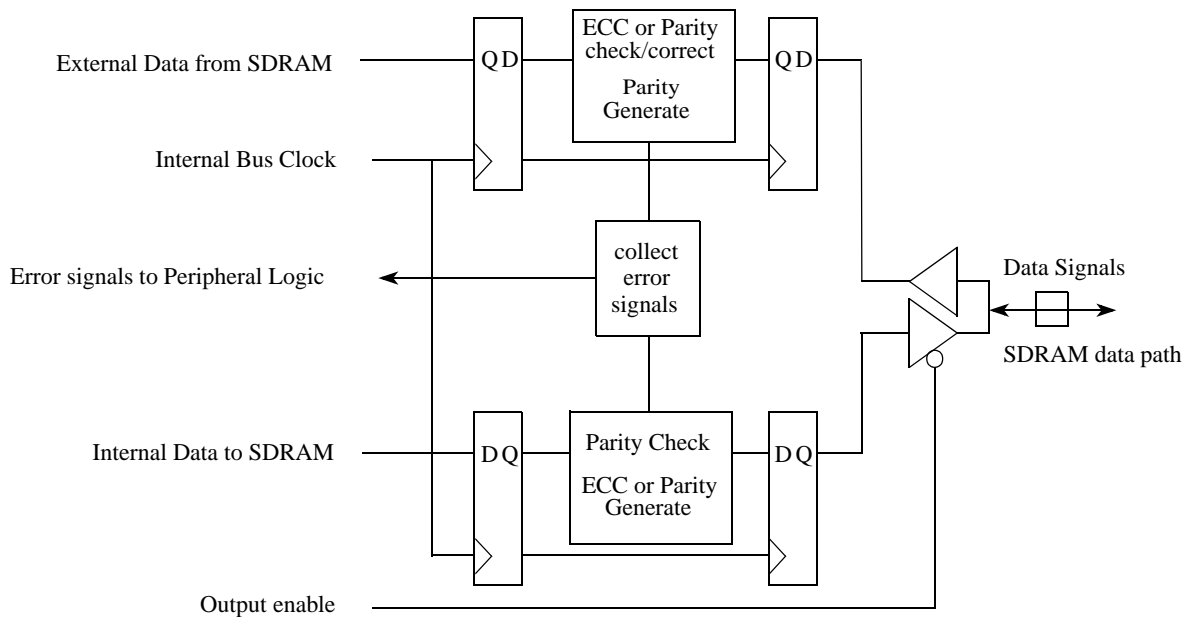 External Data from SDRAM
Q D
ECC or Parity
check/correct
Parity
Generate
Q D
Internal Bus Clock
Error signals to Peripheral Logic
collect
error
signals
Data Signals
SDRAM data path
Internal Data to SDRAM
D Q
Parity Check
ECC or Parity
Generate
D Q
Output enable